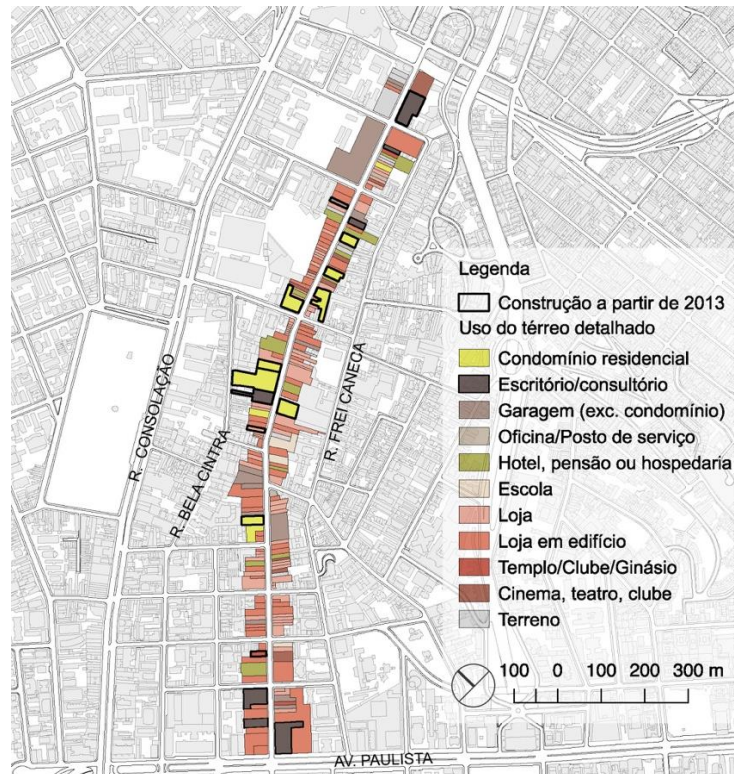 Legenda
Construção a partir de 2013
Uso do térreo detalhado
Condomínio residencial
Escritório/consultório
Garagem (exc. condomínio)
Oficina/Posto de serviço
Hotel, pensão ou hospedaria
Escola
Loja
Loja em edifício
Templo/Clube/Ginásio
Cinema, teatro, clube
Terreno
100 0 100 200 300 m
R. CONSOLAÇÃO
R. BELA CINTRA
R. FREI CANECA
AV. PAULISTA